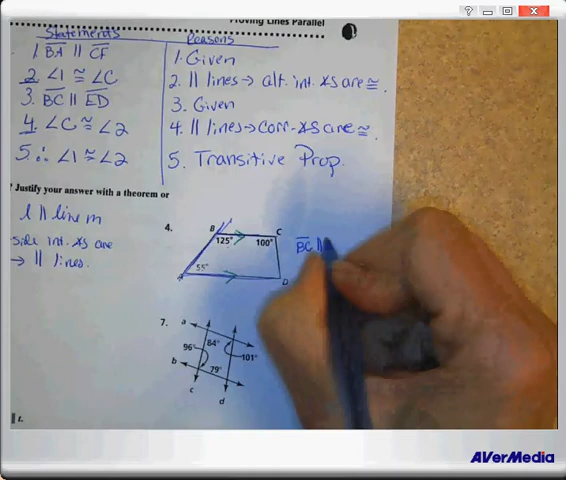 Proving Lines Parallel
Statements Reasons
1. BA || CF 1. Given
2. ∠1 ≅ ∠C 2. || lines → alt. int. ∡s are ≅.
3. BC || ED 3. Given
4. ∠C ≅ ∠2 4. || lines → corr. ∡s are ≅.
5. ∴ ∠1 ≅ ∠2 5. Transitive Prop.
Justify your answer with a theorem or
l || line m
side int. ∡s are
→ || lines.
4.
B C
125° 100°
BC ||
55°
A D
7.
a
96° 84°
101°
b 79°
c
d
1.
AVerMedia